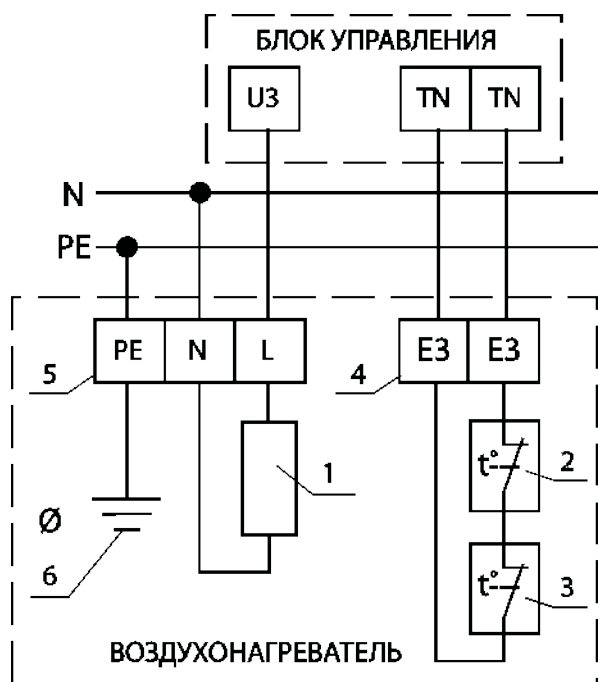 БЛОК УПРАВЛЕНИЯ
U3 TN TN
N
PE
PE N L E3 E3
5 4
1 2
t°
Ø
6
t° 3
ВОЗДУХОНАГРЕВАТЕЛЬ